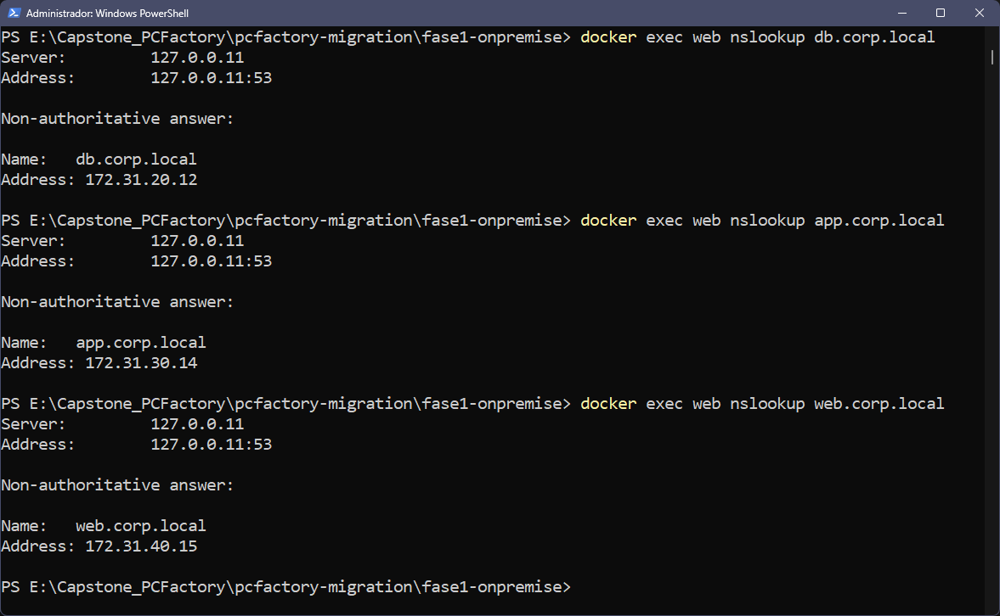 Administrador: Windows PowerShell
PS E:\Capstone_PCFactory\pcfactory-migration\fase1-onpremise> docker exec web nslookup db.corp.local
Server:         127.0.0.11
Address:        127.0.0.11:53
Non-authoritative answer:
Name:   db.corp.local
Address: 172.31.20.12
PS E:\Capstone_PCFactory\pcfactory-migration\fase1-onpremise> docker exec web nslookup app.corp.local
Server:         127.0.0.11
Address:        127.0.0.11:53
Non-authoritative answer:
Name:   app.corp.local
Address: 172.31.30.14
PS E:\Capstone_PCFactory\pcfactory-migration\fase1-onpremise> docker exec web nslookup web.corp.local
Server:         127.0.0.11
Address:        127.0.0.11:53
Non-authoritative answer:
Name:   web.corp.local
Address: 172.31.40.15
PS E:\Capstone_PCFactory\pcfactory-migration\fase1-onpremise>